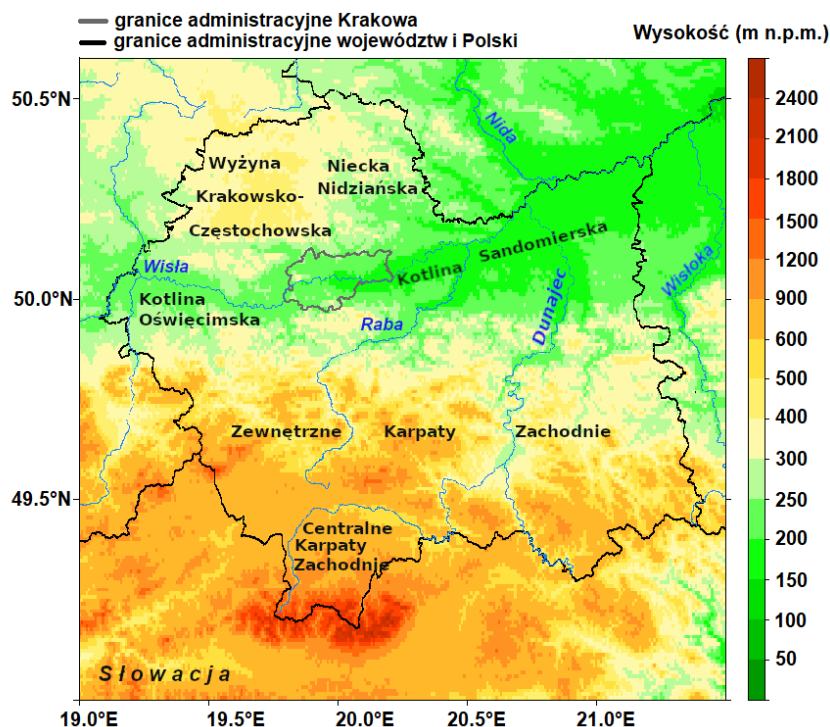 granice administracyjne Krakowa
granice administracyjne województw i Polski
Wysokość (m n.p.m.)
50.5°N
50.0°N
49.5°N
Nida
Wyżyna
Krakowsko-
Częstochowska
Niecka
Nidziańska
Wisła
Kotlina
Oświęcimska
Kotlina Sandomierska
Raba
Dunajec
Wisłoka
Zewnętrzne Karpaty Zachodnie
Centralne
Karpaty
Zachodnie
Słowacja
19.0°E 19.5°E 20.0°E 20.5°E 21.0°E
2400
2100
1800
1500
1200
900
600
500
400
300
250
200
150
100
50